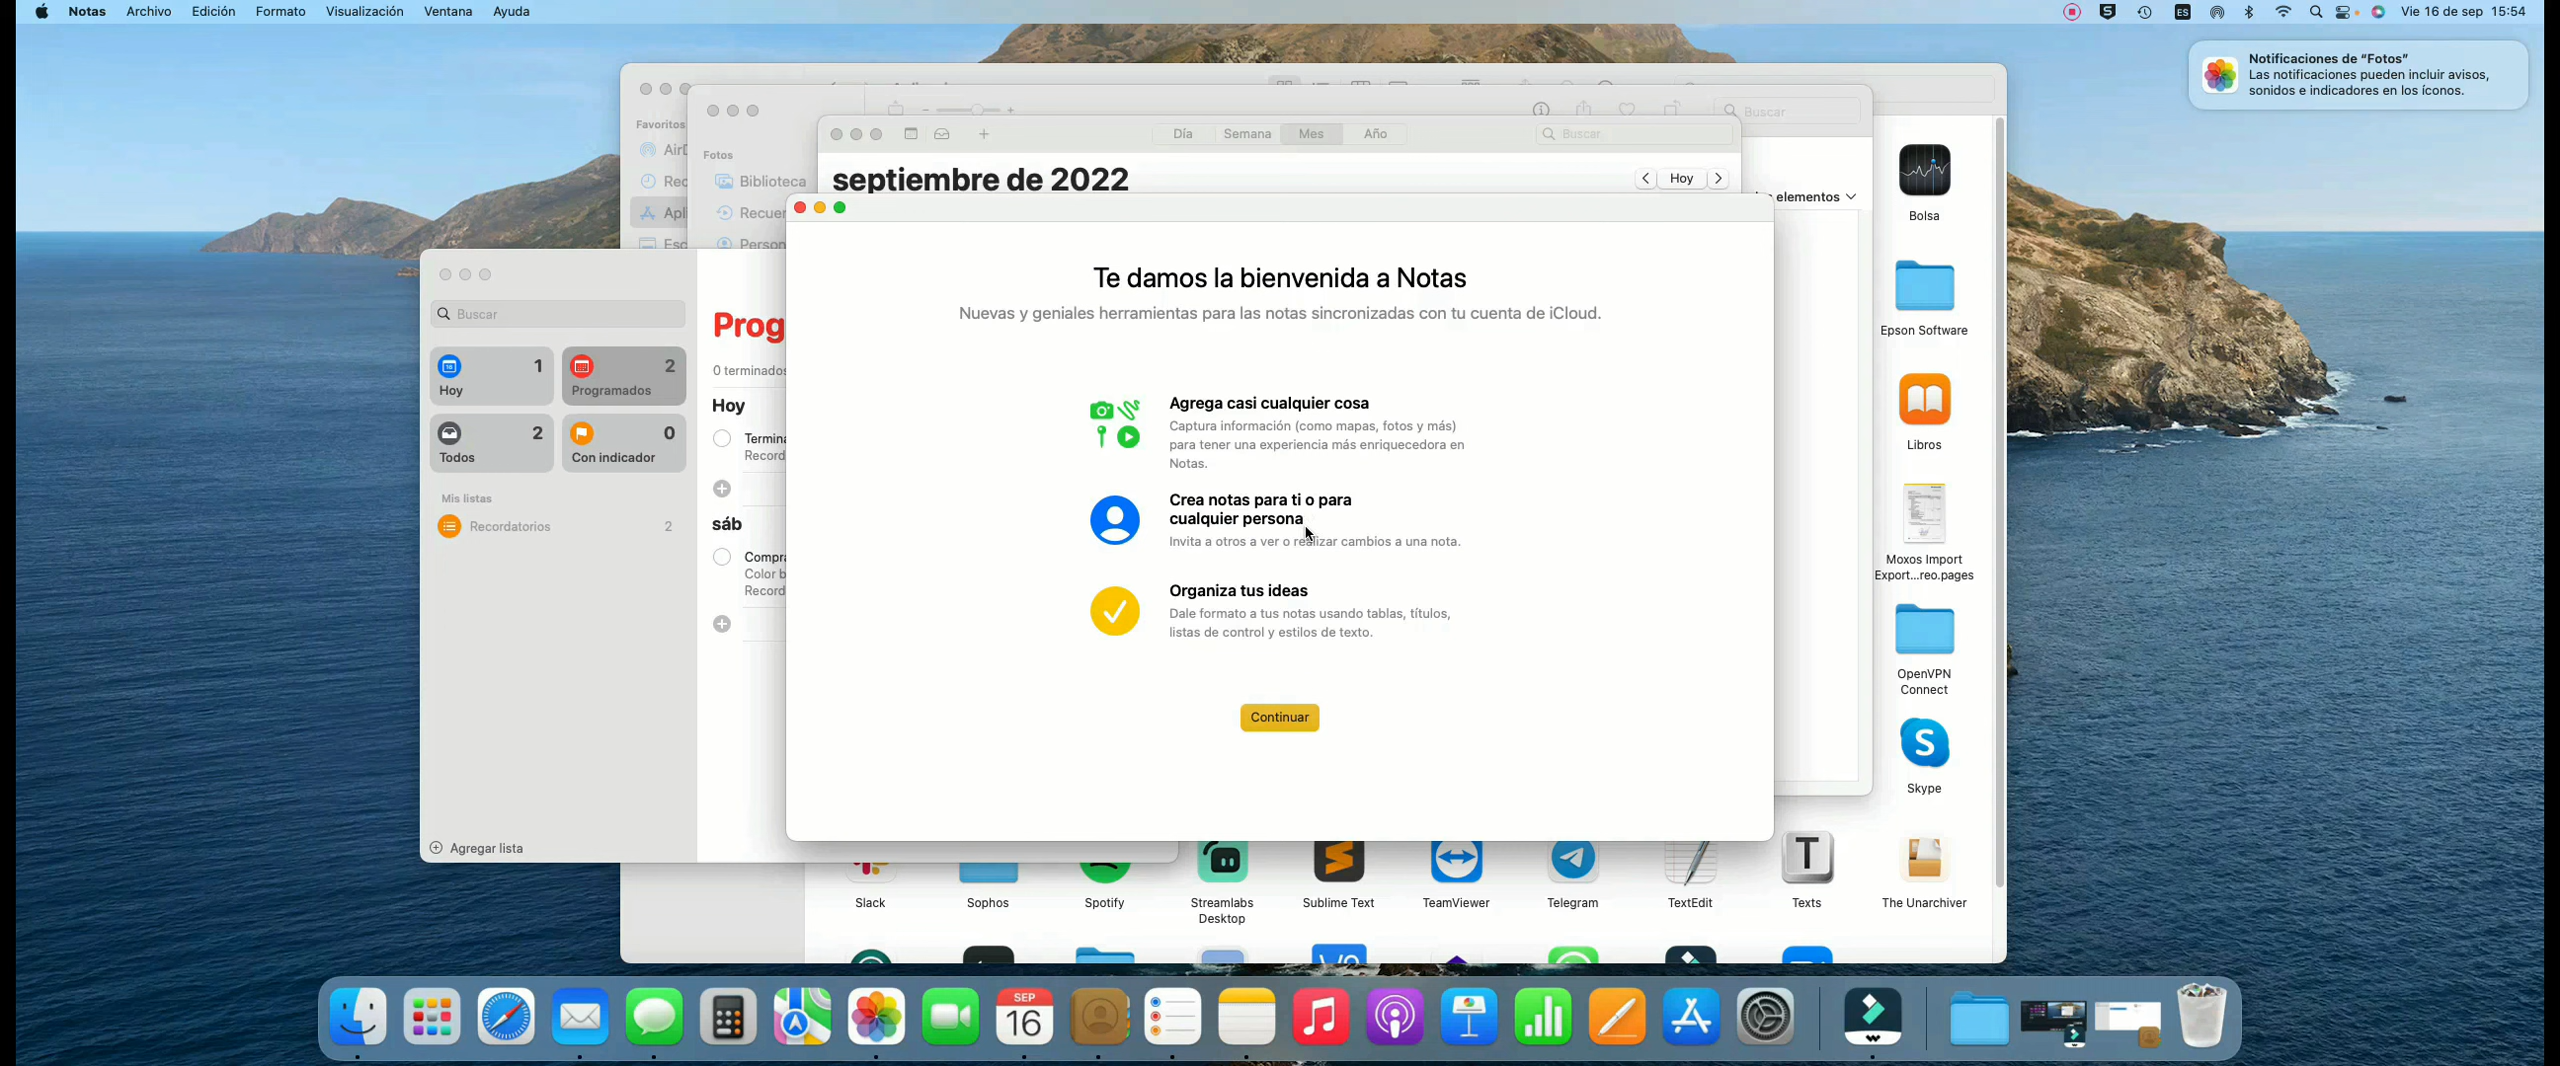 Notas Archivo Edición Formato Visualización Ventana Ayuda
ES
Vie 16 de sep 15:54
Notificaciones de “Fotos”
Las notificaciones pueden incluir avisos,
sonidos e indicadores en los íconos.
Favoritos
Fotos
Biblioteca
Buscar
Día Semana Mes Año
Buscar
septiembre de 2022
Hoy
elementos
Buscar
1
Hoy
2
Programados
2
Todos
0
Con indicador
Mis listas
Recordatorios 2
Agregar lista
Prog
0 terminados
Hoy
Termina
Record
sáb
Compra
Color b
Record
Te damos la bienvenida a Notas
Nuevas y geniales herramientas para las notas sincronizadas con tu cuenta de iCloud.
Agrega casi cualquier cosa
Captura información (como mapas, fotos y más)
para tener una experiencia más enriquecedora en
Notas.
Crea notas para ti o para
cualquier persona
Invita a otros a ver o realizar cambios a una nota.
Organiza tus ideas
Dale formato a tus notas usando tablas, títulos,
listas de control y estilos de texto.
Continuar
Bolsa
Epson Software
Libros
Moxos Import
Export...reo.pages
OpenVPN
Connect
S
Skype
T
Slack
Sophos
Spotify
Streamlabs
Desktop
Sublime Text
TeamViewer
Telegram
TextEdit
Texts
The Unarchiver
SEP
16